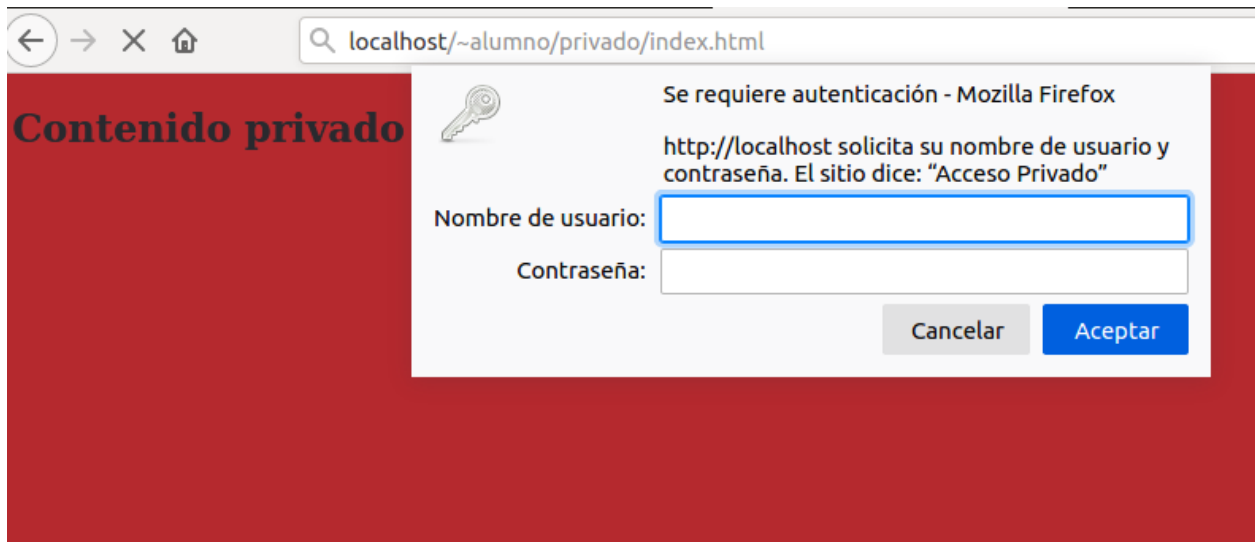 localhost/~alumno/privado/index.html
Contenido privado
Se requiere autenticación - Mozilla Firefox
http://localhost solicita su nombre de usuario y
contraseña. El sitio dice: “Acceso Privado”
Nombre de usuario:
Contraseña:
Cancelar
Aceptar